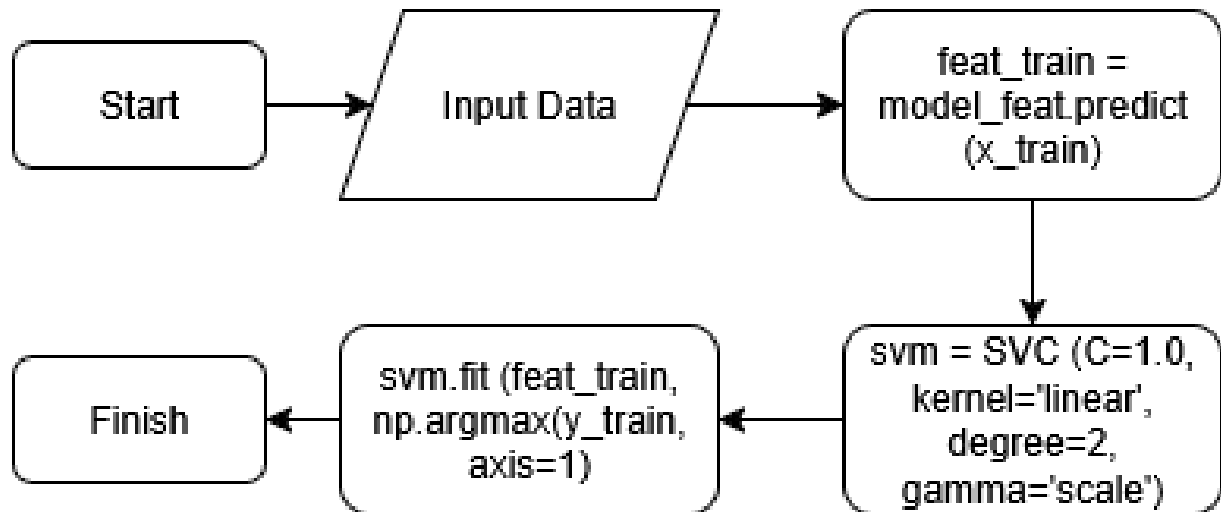 Start
Input Data
feat_train =
model_feat.predict
(x_train)
svm = SVC (C=1.0,
kernel='linear',
degree=2,
gamma='scale')
svm.fit (feat_train,
np.argmax(y_train,
axis=1)
Finish